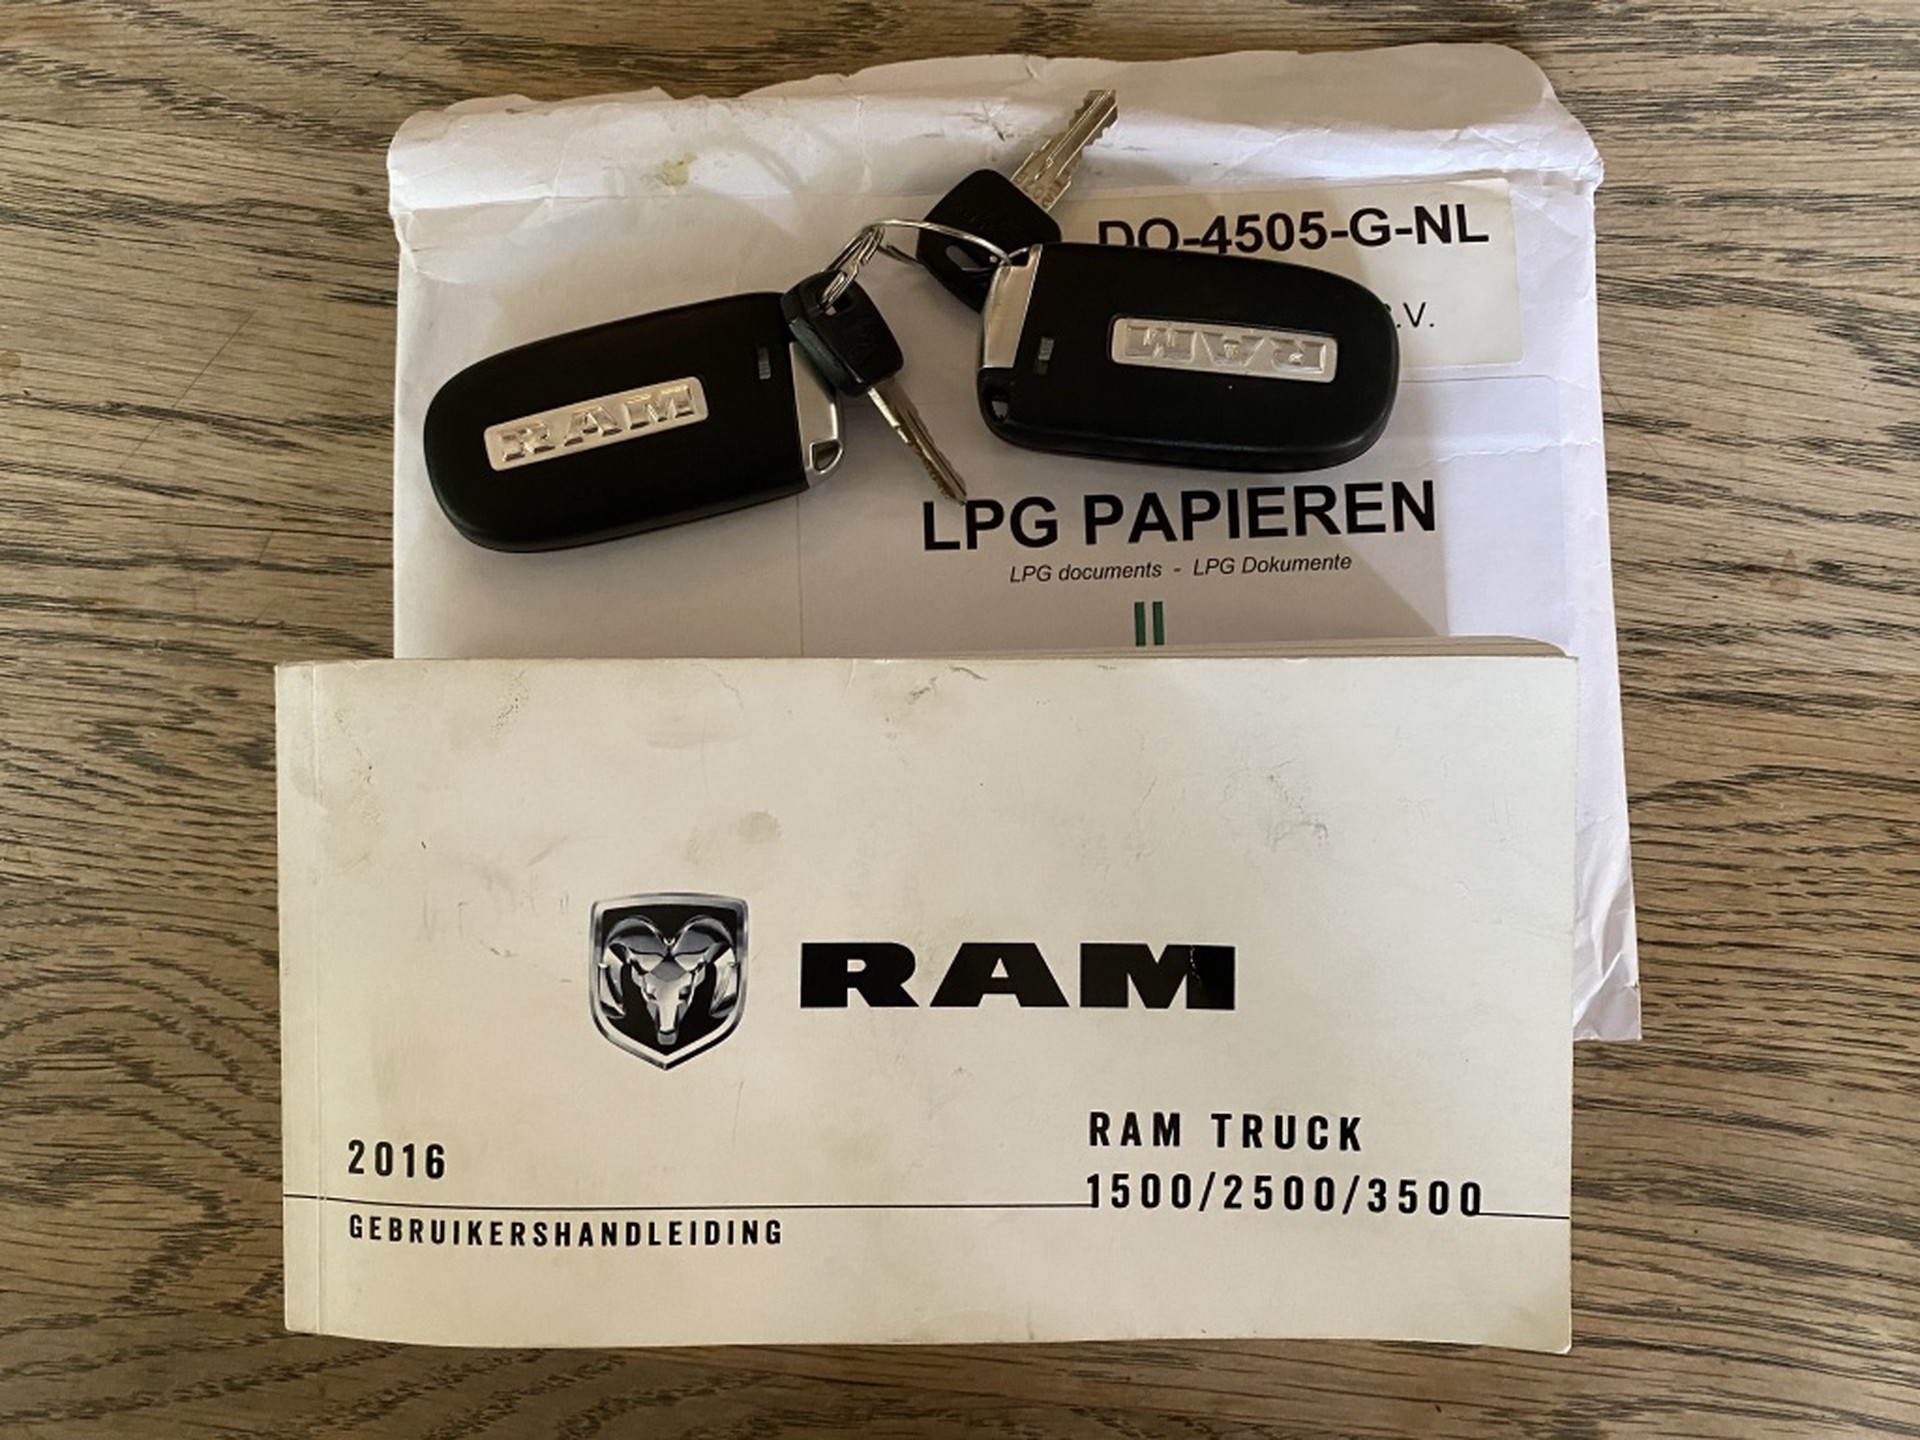 DO-4505-G-NL
B.V.
RAM
RAM
LPG PAPIEREN
LPG documents - LPG Dokumente
RAM
RAM TRUCK
2016
1500/2500/3500
GEBRUIKERSHANDLEIDING